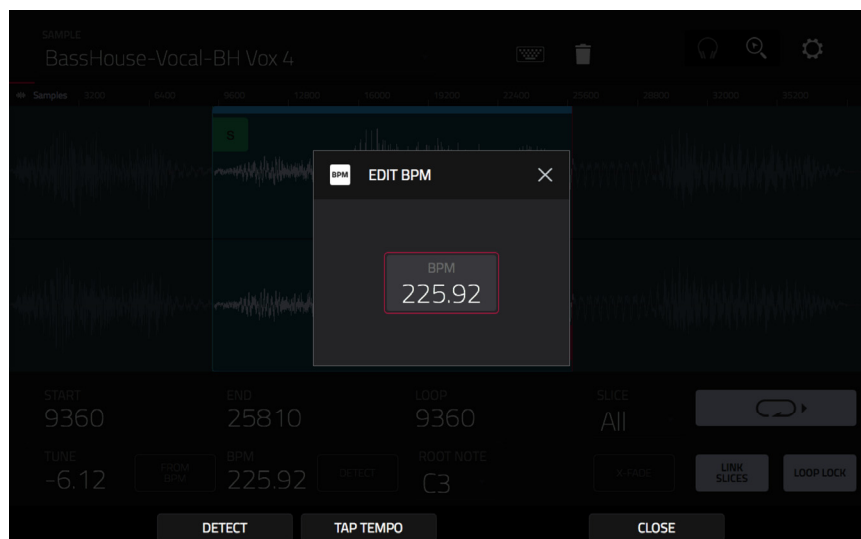 SAMPLE
BassHouse-Vocal-BH Vox 4
Samples 3200 6400 9600 12800 16000 19200 22400 25600 28800 32000 35200
S
BPM EDIT BPM
BPM
225.92
START END LOOP SLICE
9360 25810 9360 All
TUNE BPM ROOT NOTE
-6.12 FROM BPM 225.92 DETECT C3 X-FADE LINK SLICES LOOP LOCK
DETECT TAP TEMPO CLOSE